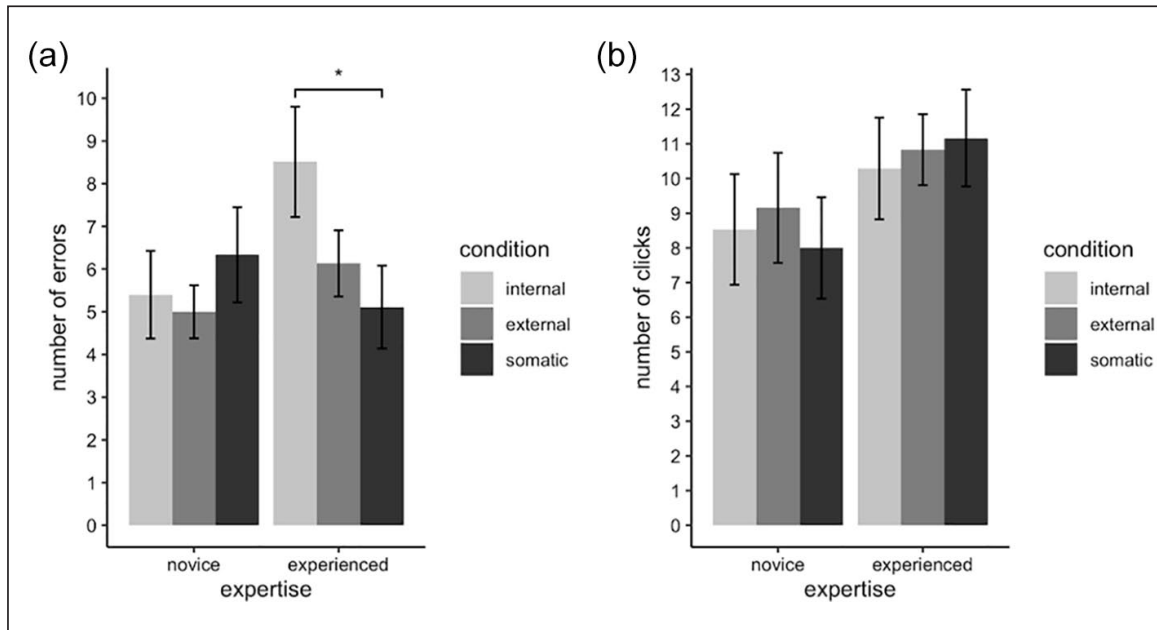 (a)
*
number of errors
10
9
8
7
6
5
4
3
2
1
0
novice
experienced
expertise
condition
internal
external
somatic
(b)
number of clicks
13
12
11
10
9
8
7
6
5
4
3
2
1
0
novice
experienced
expertise
condition
internal
external
somatic